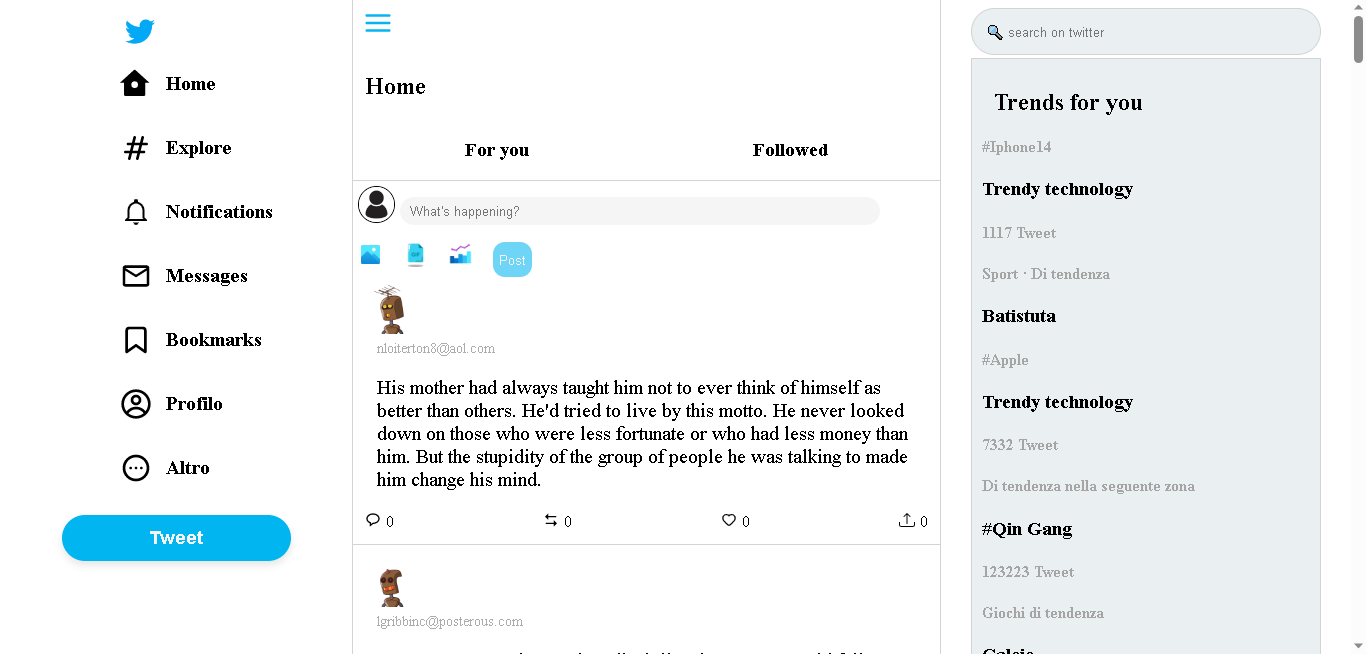 Home
Explore
Notifications
Messages
Bookmarks
Profilo
Altro
Tweet
Home
For you
Followed
What's happening?
GIF
Post
nloiterton8@aol.com
His mother had always taught him not to ever think of himself as
better than others. He'd tried to live by this motto. He never looked
down on those who were less fortunate or who had less money than
him. But the stupidity of the group of people he was talking to made
him change his mind.
0
0
0
0
lgribbinc@posterous.com
search on twitter
Trends for you
#Iphone14
Trendy technology
1117 Tweet
Sport · Di tendenza
Batistuta
#Apple
Trendy technology
7332 Tweet
Di tendenza nella seguente zona
#Qin Gang
123223 Tweet
Giochi di tendenza